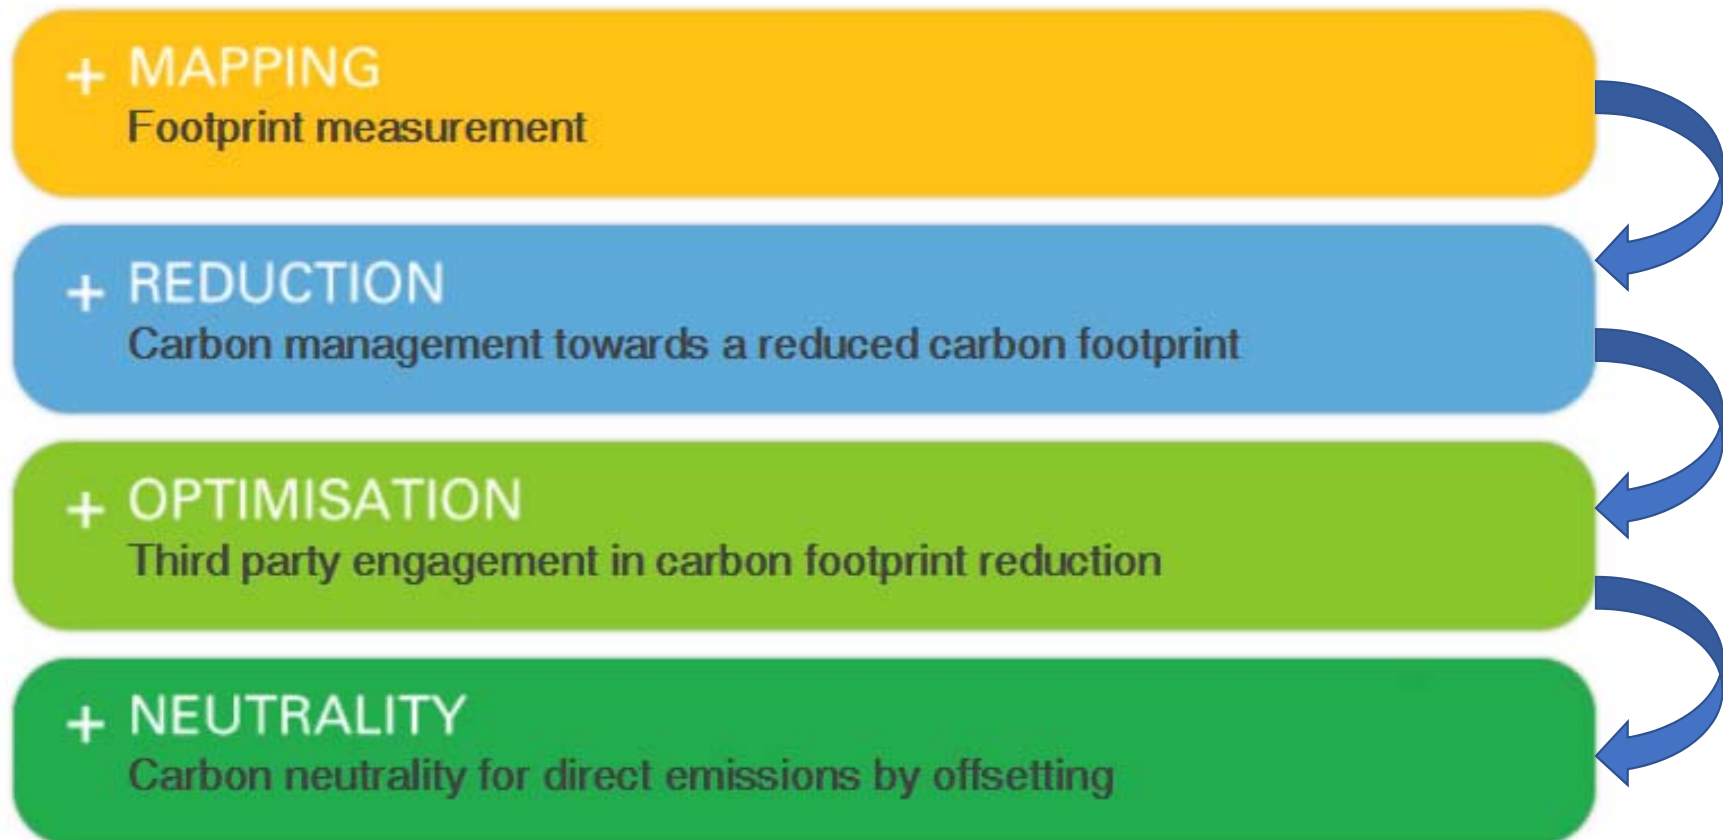 + MAPPING
Footprint measurement
+ REDUCTION
Carbon management towards a reduced carbon footprint
+ OPTIMISATION
Third party engagement in carbon footprint reduction
+ NEUTRALITY
Carbon neutrality for direct emissions by offsetting